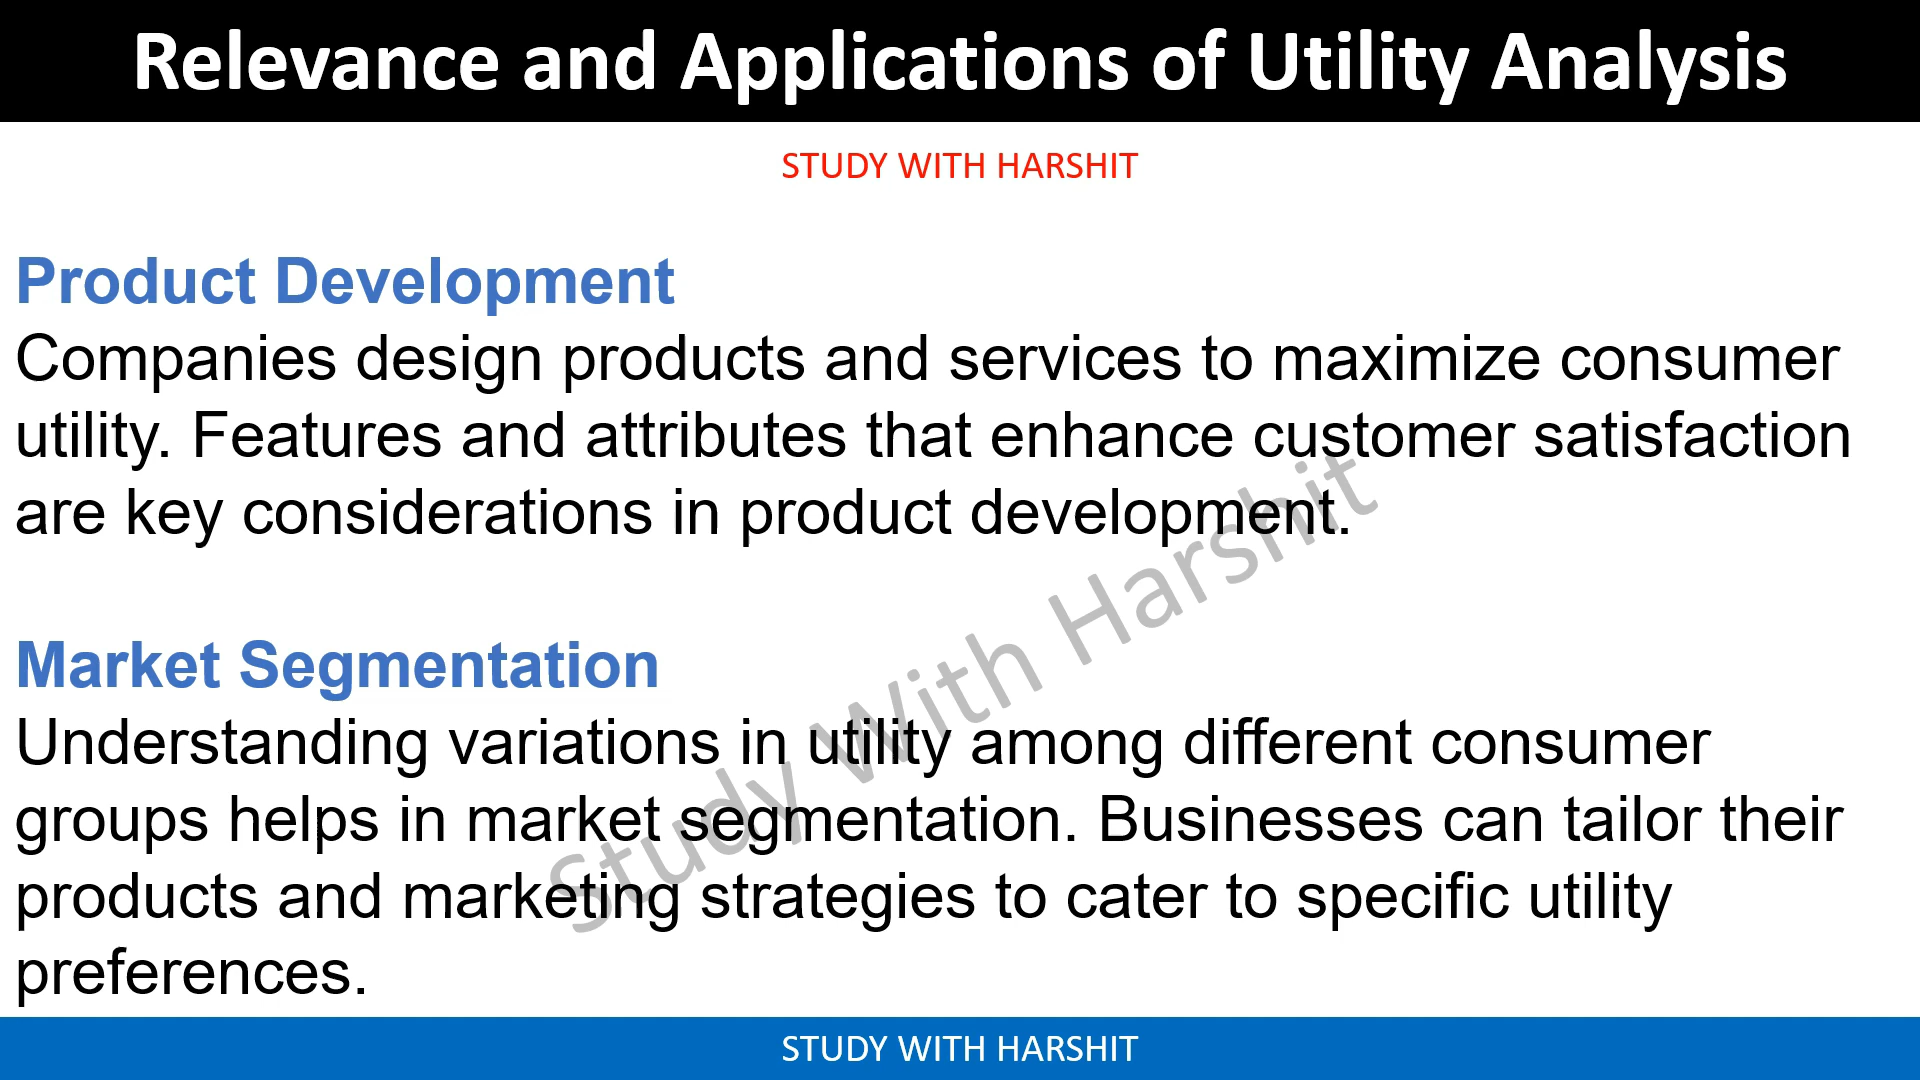 Relevance and Applications of Utility Analysis
STUDY WITH HARSHIT
Product Development
Companies design products and services to maximize consumer
utility. Features and attributes that enhance customer satisfaction
are key considerations in product development.
Market Segmentation
Understanding variations in utility among different consumer
groups helps in market segmentation. Businesses can tailor their
products and marketing strategies to cater to specific utility
preferences.
Study With Harshit
STUDY WITH HARSHIT